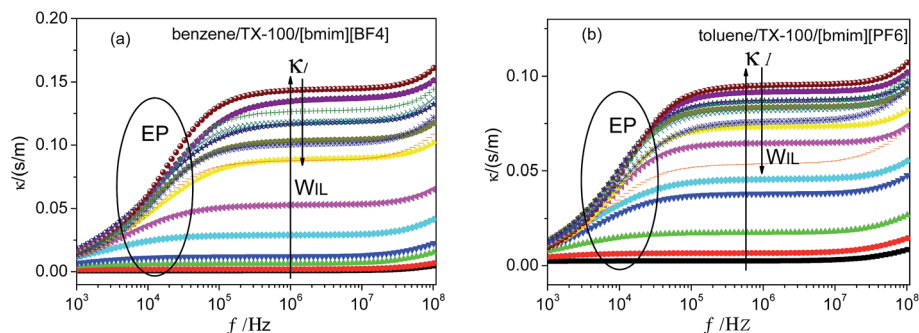 (a) benzene/TX-100/[bmim][BF4]
κl
EP
WIL
κ/(s/m)
0.20
0.15
0.10
0.05
0.00
10³ 10⁴ 10⁵ 10⁶ 10⁷ 10⁸
f /Hz
(b) toluene/TX-100/[bmim][PF6]
κl
EP
WIL
κ/(s/m)
0.10
0.05
0.00
10³ 10⁴ 10⁵ 10⁶ 10⁷ 10⁸
f /HZ